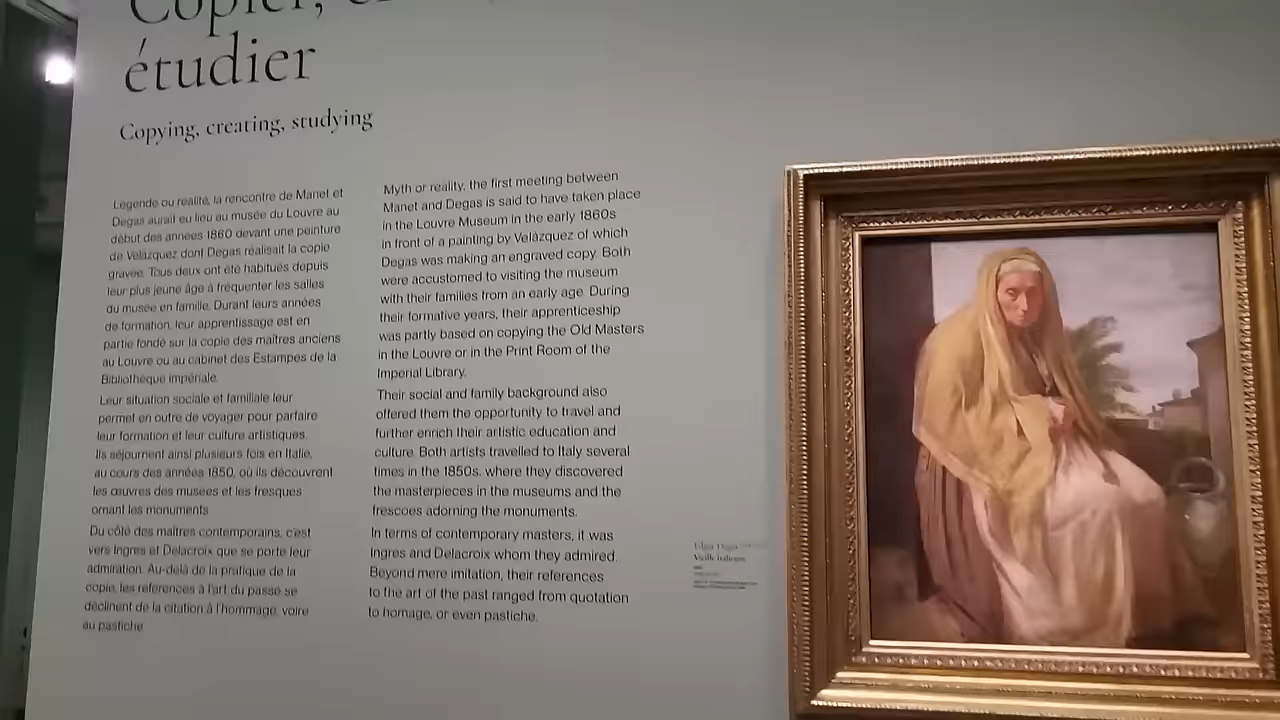 Copier,
étudier
Copying, creating, studying
Légende ou réalité, la rencontre de Manet et
Degas aurait eu lieu au musée du Louvre au
début des années 1860 devant une peinture
de Velázquez dont Degas réalisait la copie
gravée. Tous deux ont été habitués depuis
leur plus jeune âge à fréquenter les salles
du musée en famille. Durant leurs années
de formation, leur apprentissage est en
partie fondé sur la copie des maîtres anciens
au Louvre ou au cabinet des Estampes de la
Bibliothèque impériale.
Leur situation sociale et familiale leur
permet en outre de voyager pour parfaire
leur formation et leur culture artistiques.
Ils séjournent ainsi plusieurs fois en Italie,
au cours des années 1850, où ils découvrent
les œuvres des musées et les fresques
ornant les monuments.
Du côté des maîtres contemporains, c'est
vers Ingres et Delacroix que se porte leur
admiration. Au-delà de la pratique de la
copie, les références à l'art du passé se
déclinent de la citation à l'hommage, voire
au pastiche.
Myth or reality, the first meeting between
Manet and Degas is said to have taken place
in the Louvre Museum in the early 1860s
in front of a painting by Velázquez of which
Degas was making an engraved copy. Both
were accustomed to visiting the museum
with their families from an early age. During
their formative years, their apprenticeship
was partly based on copying the Old Masters
in the Louvre or in the Print Room of the
Imperial Library.
Their social and family background also
offered them the opportunity to travel and
further enrich their artistic education and
culture. Both artists travelled to Italy several
times in the 1850s, where they discovered
the masterpieces in the museums and the
frescoes adorning the monuments.
In terms of contemporary masters, it was
Ingres and Delacroix whom they admired.
Beyond mere imitation, their references
to the art of the past ranged from quotation
to homage, or even pastiche.
Edgar Degas
Vieille Italienne